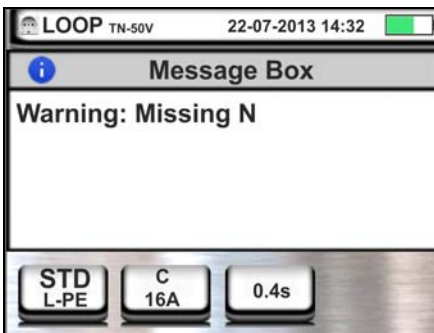 LOOP TN-50V 22-07-2013 14:32
Message Box
Warning: Missing N
STD C 0.4s
L-PE 16A